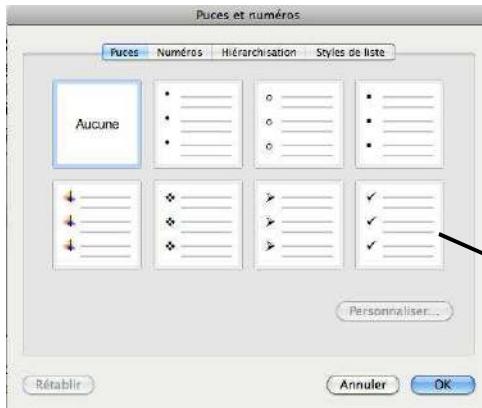 Puces et numéros
Puces Numéros Hiérarchisation Styles de liste
Aucune
Personnaliser...
Rétablir Annuler OK